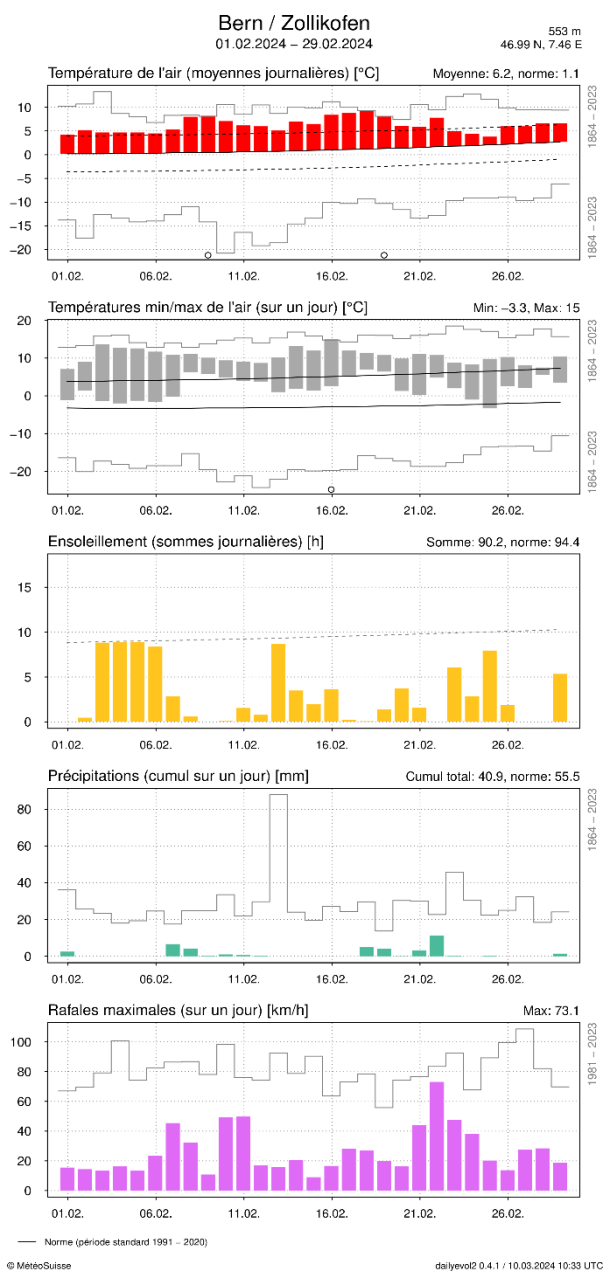 Bern / Zollikofen
01.02.2024 − 29.02.2024
553 m
46.99 N, 7.46 E
Température de l'air (moyennes journalières) [°C]
Moyenne: 6.2, norme: 1.1
10
5
0
−5
−10
−15
−20
01.02. 06.02. 11.02. 16.02. 21.02. 26.02.
1864 − 2023
1864 − 2023
Températures min/max de l'air (sur un jour) [°C]
Min: −3.3, Max: 15
20
10
0
−10
−20
01.02. 06.02. 11.02. 16.02. 21.02. 26.02.
1864 − 2023
1864 − 2023
Ensoleillement (sommes journalières) [h]
Somme: 90.2, norme: 94.4
15
10
5
0
01.02. 06.02. 11.02. 16.02. 21.02. 26.02.
Précipitations (cumul sur un jour) [mm]
Cumul total: 40.9, norme: 55.5
80
60
40
20
0
01.02. 06.02. 11.02. 16.02. 21.02. 26.02.
1864 − 2023
Rafales maximales (sur un jour) [km/h]
Max: 73.1
100
80
60
40
20
0
01.02. 06.02. 11.02. 16.02. 21.02. 26.02.
1981 − 2023
Norme (période standard 1991 − 2020)
© MétéoSuisse
dailyevol2 0.4.1 / 10.03.2024 10:33 UTC